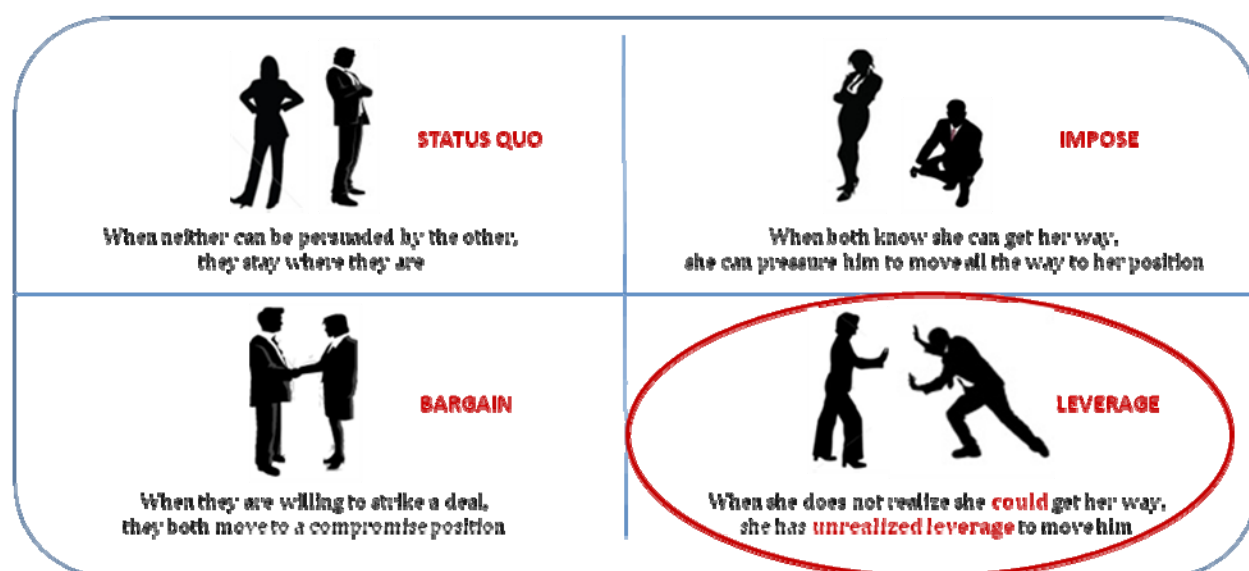 STATUS QUO
When neither can be persuaded by the other,
they stay where they are
IMPOSE
When both know she can get her way,
she can pressure him to move all the way to her position
BARGAIN
When they are willing to strike a deal,
they both move to a compromise position
LEVERAGE
When she does not realize she could get her way,
she has unrealized leverage to move him